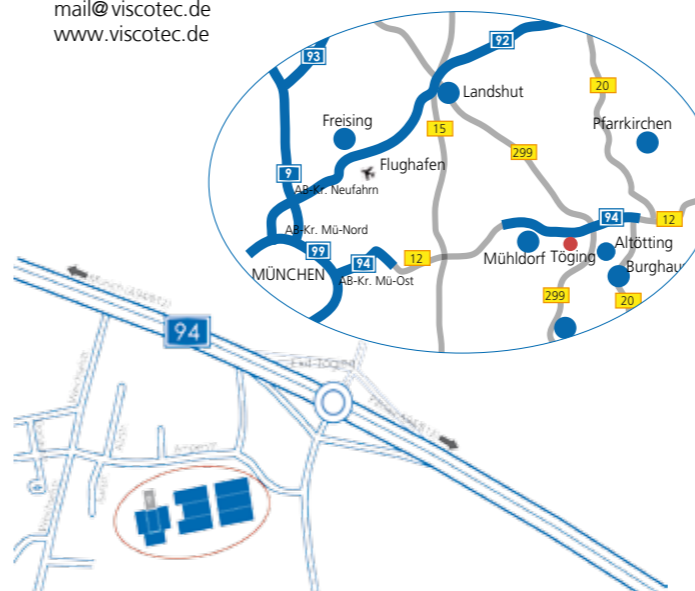 mail@viscotec.de
www.viscotec.de
93
92
Landshut
20
Freising
15
Pfarrkirchen
299
Flughafen
9
AB-Kr. Neufahrn
94
12
AB-Kr. Mü-Nord
99
Mühldorf
Töging
Altötting
MÜNCHEN
94
12
AB-Kr. Mü-Ost
Burghau
299
20
94
Exit-Töging